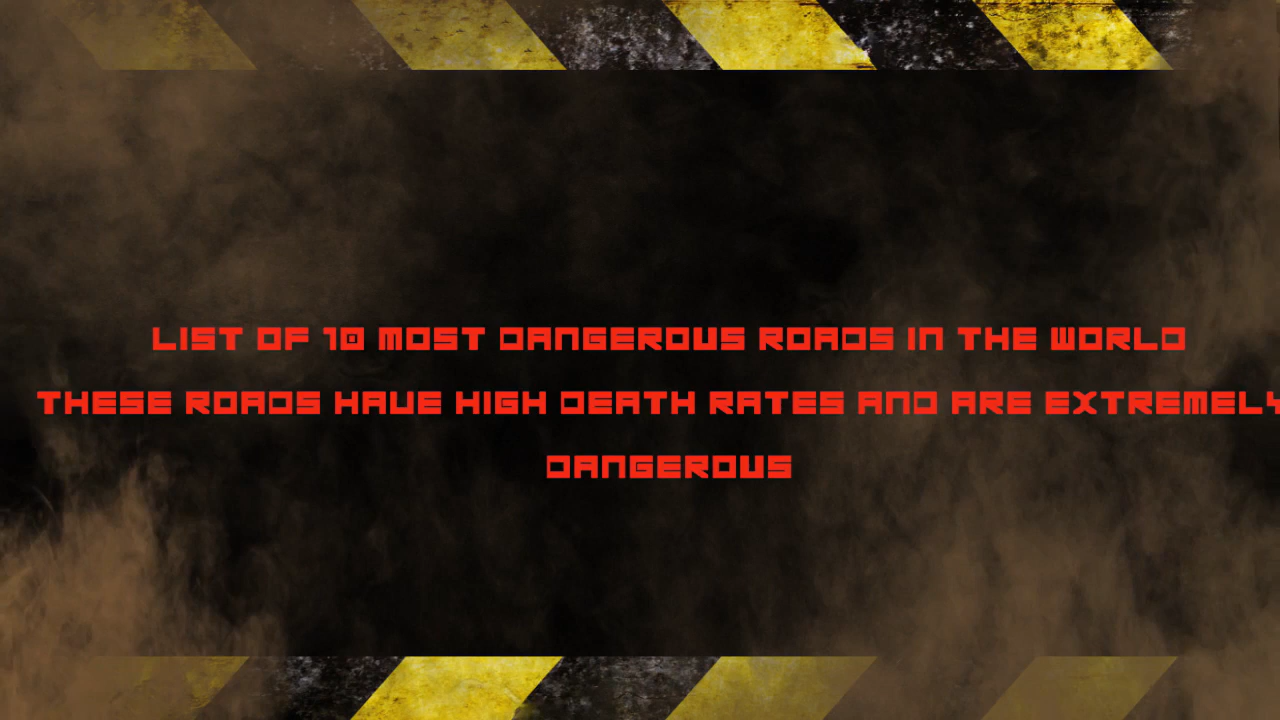 LIST OF 10 MOST DANGEROUS ROADS IN THE WORLD
THESE ROADS HAVE HIGH DEATH RATES AND ARE EXTREMELY
DANGEROUS